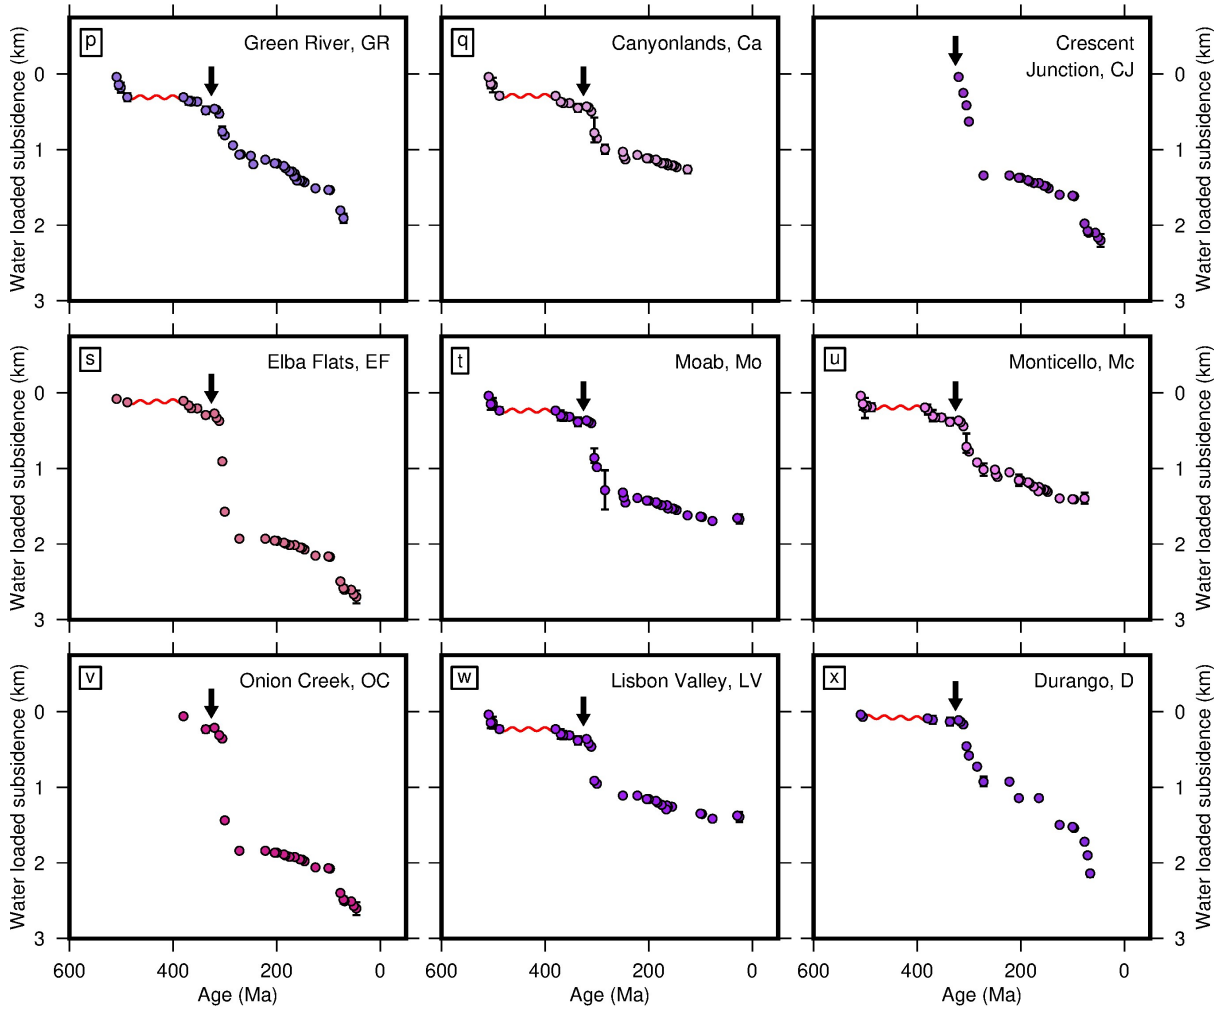 p
Green River, GR
q
Canyonlands, Ca
Crescent
Junction, CJ
Water loaded subsidence (km)
0
1
2
3
0
1
2
3
Water loaded subsidence (km)
s
Elba Flats, EF
t
Moab, Mo
u
Monticello, Mc
Water loaded subsidence (km)
0
1
2
3
0
1
2
3
Water loaded subsidence (km)
v
Onion Creek, OC
w
Lisbon Valley, LV
x
Durango, D
Water loaded subsidence (km)
0
1
2
3
0
1
2
3
Water loaded subsidence (km)
600 400 200 0
600 400 200 0
600 400 200 0
Age (Ma)
Age (Ma)
Age (Ma)